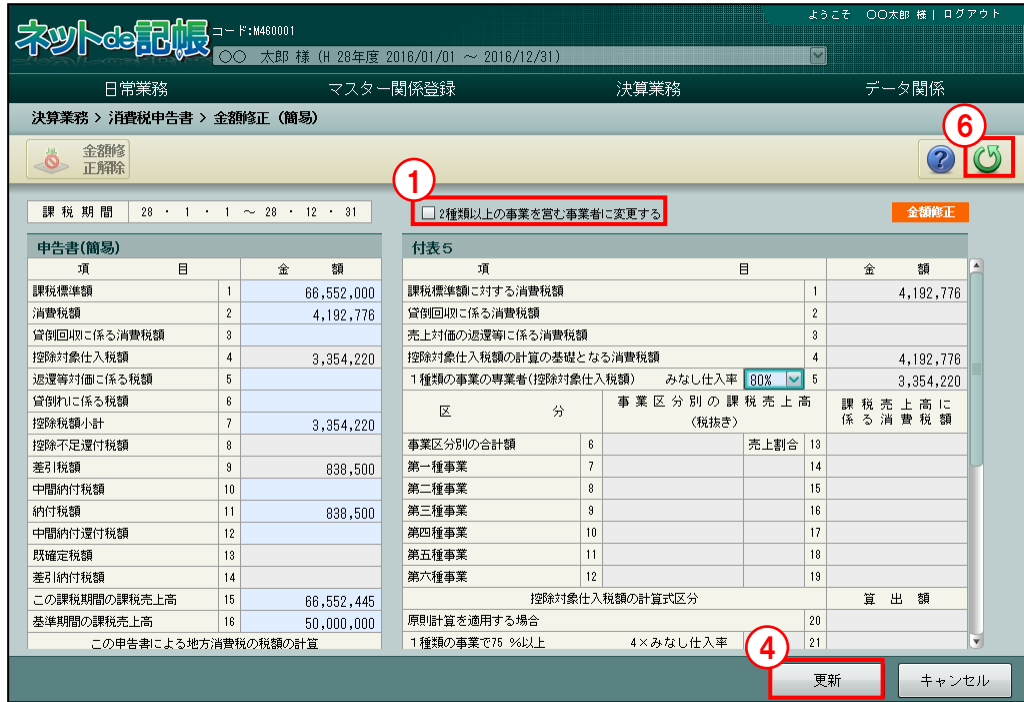 ようこそ 〇〇太郎 様 | ログアウト
ネットde記帳
コード:M460001
〇〇 太郎 様 (H 28年度 2016/01/01 ～ 2016/12/31)
日常業務 マスター関係登録 決算業務 データ関係
決算業務 > 消費税申告書 > 金額修正 (簡易)
6
金額修
正解除
?
1
課税期間 28 ・ 1 ・ 1 ～ 28 ・ 12 ・ 31
2種類以上の事業を営む事業者に変更する
金額修正
申告書(簡易)
項 目 金 額
課税標準額 1 66,552,000
消費税額 2 4,192,776
貸倒回収に係る消費税額 3
控除対象仕入税額 4 3,354,220
返還等対価に係る税額 5
貸倒れに係る税額 6
控除税額小計 7 3,354,220
控除不足還付税額 8
差引税額 9 838,500
中間納付税額 10
納付税額 11 838,500
中間納付還付税額 12
既確定税額 13
差引納付税額 14
この課税期間の課税売上高 15 66,552,445
基準期間の課税売上高 16 50,000,000
この申告書による地方消費税の税額の計算
付表5
項 目 金 額
課税標準額に対する消費税額 1 4,192,776
貸倒回収に係る消費税額 2
売上対価の返還等に係る消費税額 3
控除対象仕入税額の計算の基礎となる消費税額 4 4,192,776
1種類の事業の専業者(控除対象仕入税額) みなし仕入率 80% 5 3,354,220
区 分 事業区分別の課税売上高
(税抜き)
課税売上高に
係る消費税額
事業区分別の合計額 6 売上割合 13
第一種事業 7 14
第二種事業 8 15
第三種事業 9 16
第四種事業 10 17
第五種事業 11 18
第六種事業 12 19
控除対象仕入税額の計算式区分 算出額
原則計算を適用する場合 20
1種類の事業で75 %以上 4×みなし仕入率 21
4
更新 キャンセル